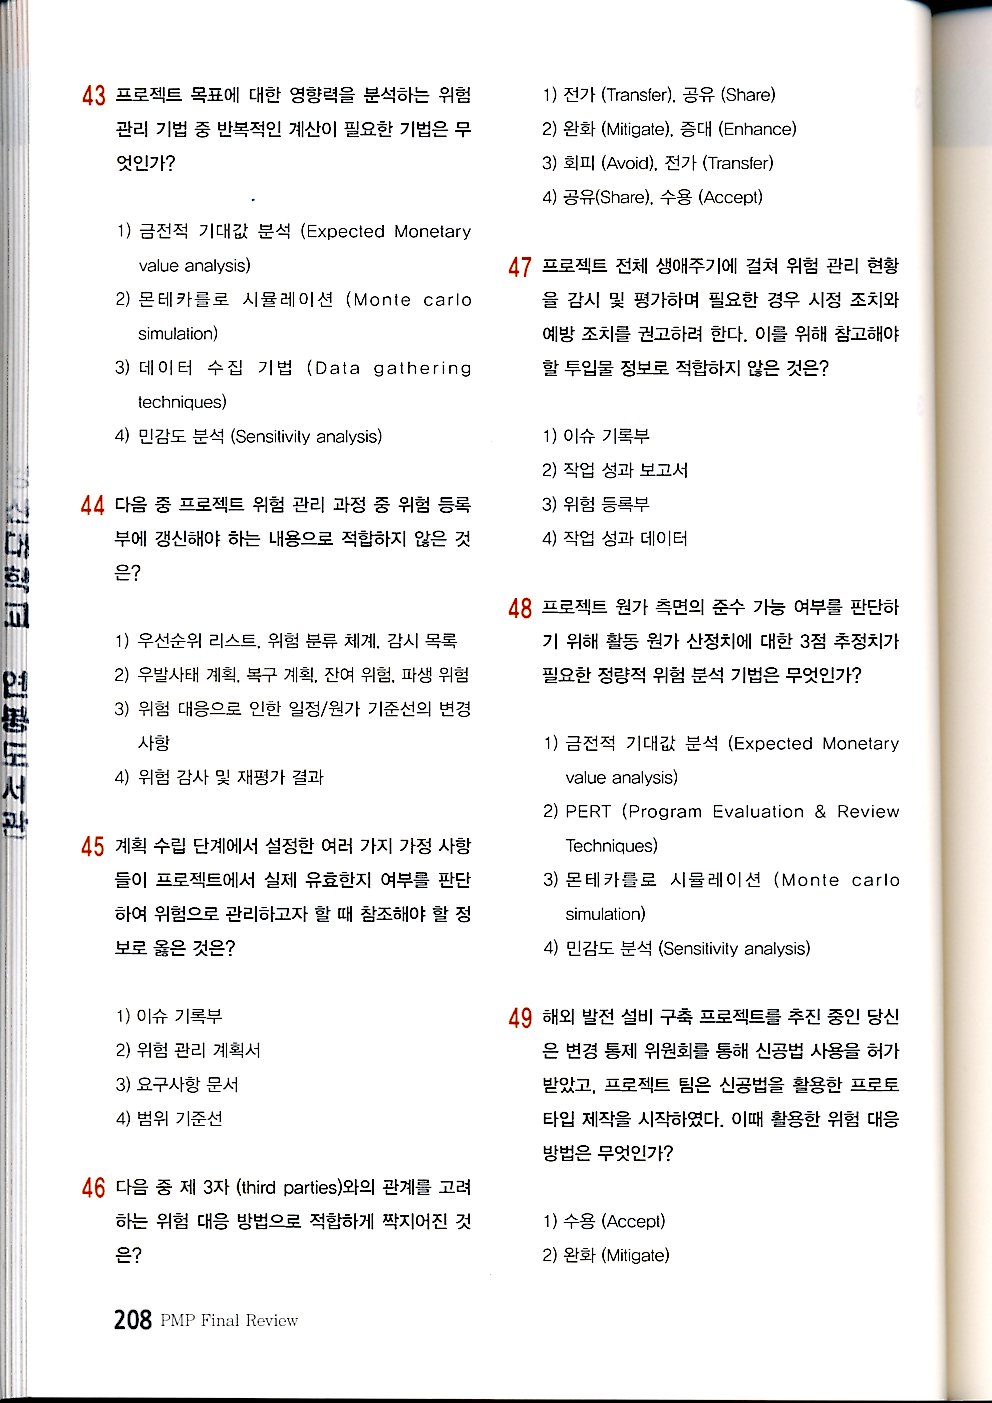 43 프로젝트 목표에 대한 영향력을 분석하는 위험
관리 기법 중 반복적인 계산이 필요한 기법은 무
엇인가?
1) 금전적 기대값 분석 (Expected Monetary
value analysis)
2) 몬테카를로 시뮬레이션 (Monte carlo
simulation)
3) 데이터 수집 기법 (Data gathering
techniques)
4) 민감도 분석 (Sensitivity analysis)
44 다음 중 프로젝트 위험 관리 과정 중 위험 등록
부에 갱신해야 하는 내용으로 적합하지 않은 것
은?
1) 우선순위 리스트, 위험 분류 체계, 감시 목록
2) 우발사태 계획, 복구 계획, 잔여 위험, 파생 위험
3) 위험 대응으로 인한 일정/원가 기준선의 변경
사항
4) 위험 감사 및 재평가 결과
45 계획 수립 단계에서 설정한 여러 가지 가정 사항
들이 프로젝트에서 실제 유효한지 여부를 판단
하여 위험으로 관리하고자 할 때 참조해야 할 정
보로 옳은 것은?
1) 이슈 기록부
2) 위험 관리 계획서
3) 요구사항 문서
4) 범위 기준선
46 다음 중 제 3자 (third parties)와의 관계를 고려
하는 위험 대응 방법으로 적합하게 짝지어진 것
은?
1) 전가 (Transfer), 공유 (Share)
2) 완화 (Mitigate), 증대 (Enhance)
3) 회피 (Avoid), 전가 (Transfer)
4) 공유(Share), 수용 (Accept)
47 프로젝트 전체 생애주기에 걸쳐 위험 관리 현황
을 감시 및 평가하며 필요한 경우 시정 조치와
예방 조치를 권고하려 한다. 이를 위해 참고해야
할 투입물 정보로 적합하지 않은 것은?
1) 이슈 기록부
2) 작업 성과 보고서
3) 위험 등록부
4) 작업 성과 데이터
48 프로젝트 원가 측면의 준수 가능 여부를 판단하
기 위해 활동 원가 산정치에 대한 3점 추정치가
필요한 정량적 위험 분석 기법은 무엇인가?
1) 금전적 기대값 분석 (Expected Monetary
value analysis)
2) PERT (Program Evaluation & Review
Techniques)
3) 몬테카를로 시뮬레이션 (Monte carlo
simulation)
4) 민감도 분석 (Sensitivity analysis)
49 해외 발전 설비 구축 프로젝트를 추진 중인 당신
은 변경 통제 위원회를 통해 신공법 사용을 허가
받았고, 프로젝트 팀은 신공법을 활용한 프로토
타입 제작을 시작하였다. 이때 활용한 위험 대응
방법은 무엇인가?
1) 수용 (Accept)
2) 완화 (Mitigate)
208 PMP Final Review